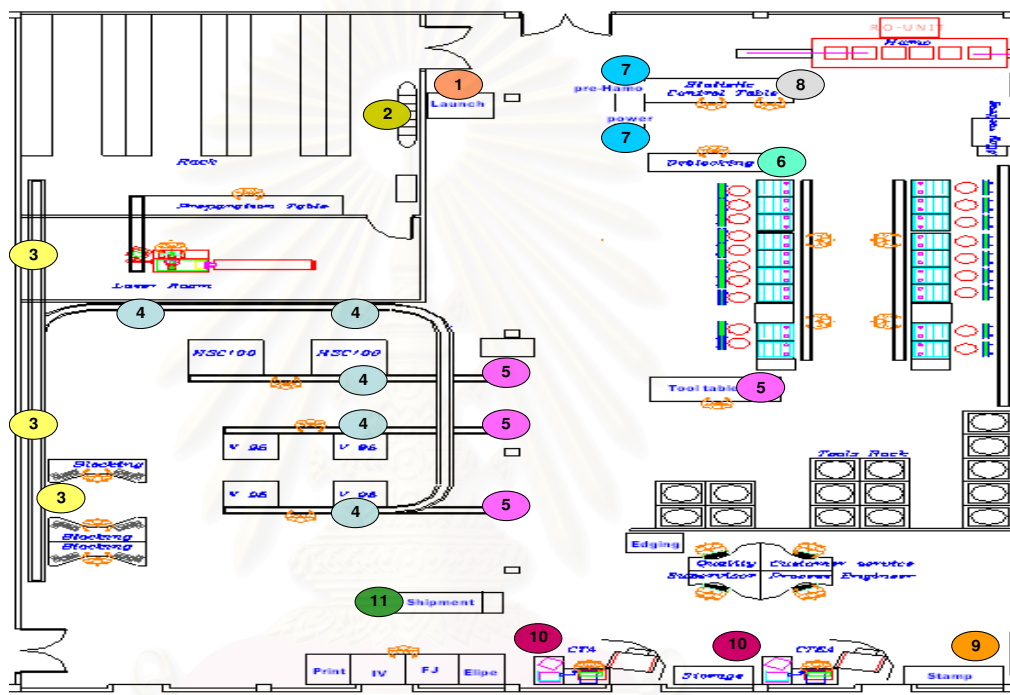 RO-UNIT
Hamo
7
pre-Hamo
Statistic
Control Table
8
1
Launch
2
power
7
Deblocking
6
Rack
Preparation Table
3
Laser Room
4
4
HSC100
HSC100
4
5
Tool table
5
3
4
5
V 95
V 95
Blocking
3
V 95
V 95
4
5
Blocking
Blocking
Tools Rack
Edging
Quality
Customer service
Supervisor
Process Engineer
11
Shipment
10
CTA
10
CTEA
9
Print
IV
FJ
Elipe
Storage
Stamp